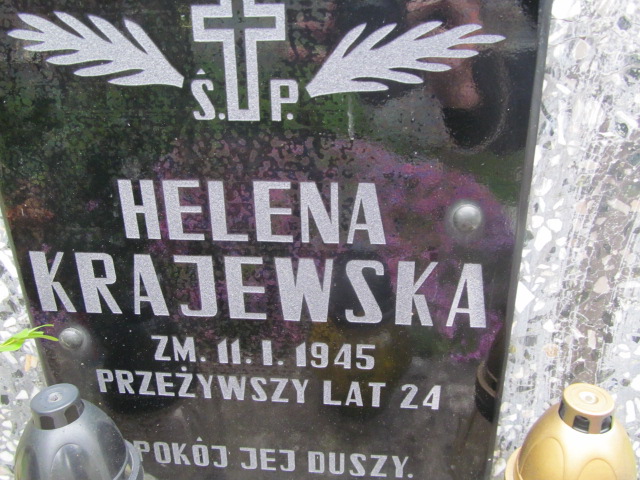 Ś. P.
HELENA
KRAJEWSKA
ZM. 11. I. 1945
PRZEŻYWSZY LAT 24
POKÓJ JEJ DUSZY.